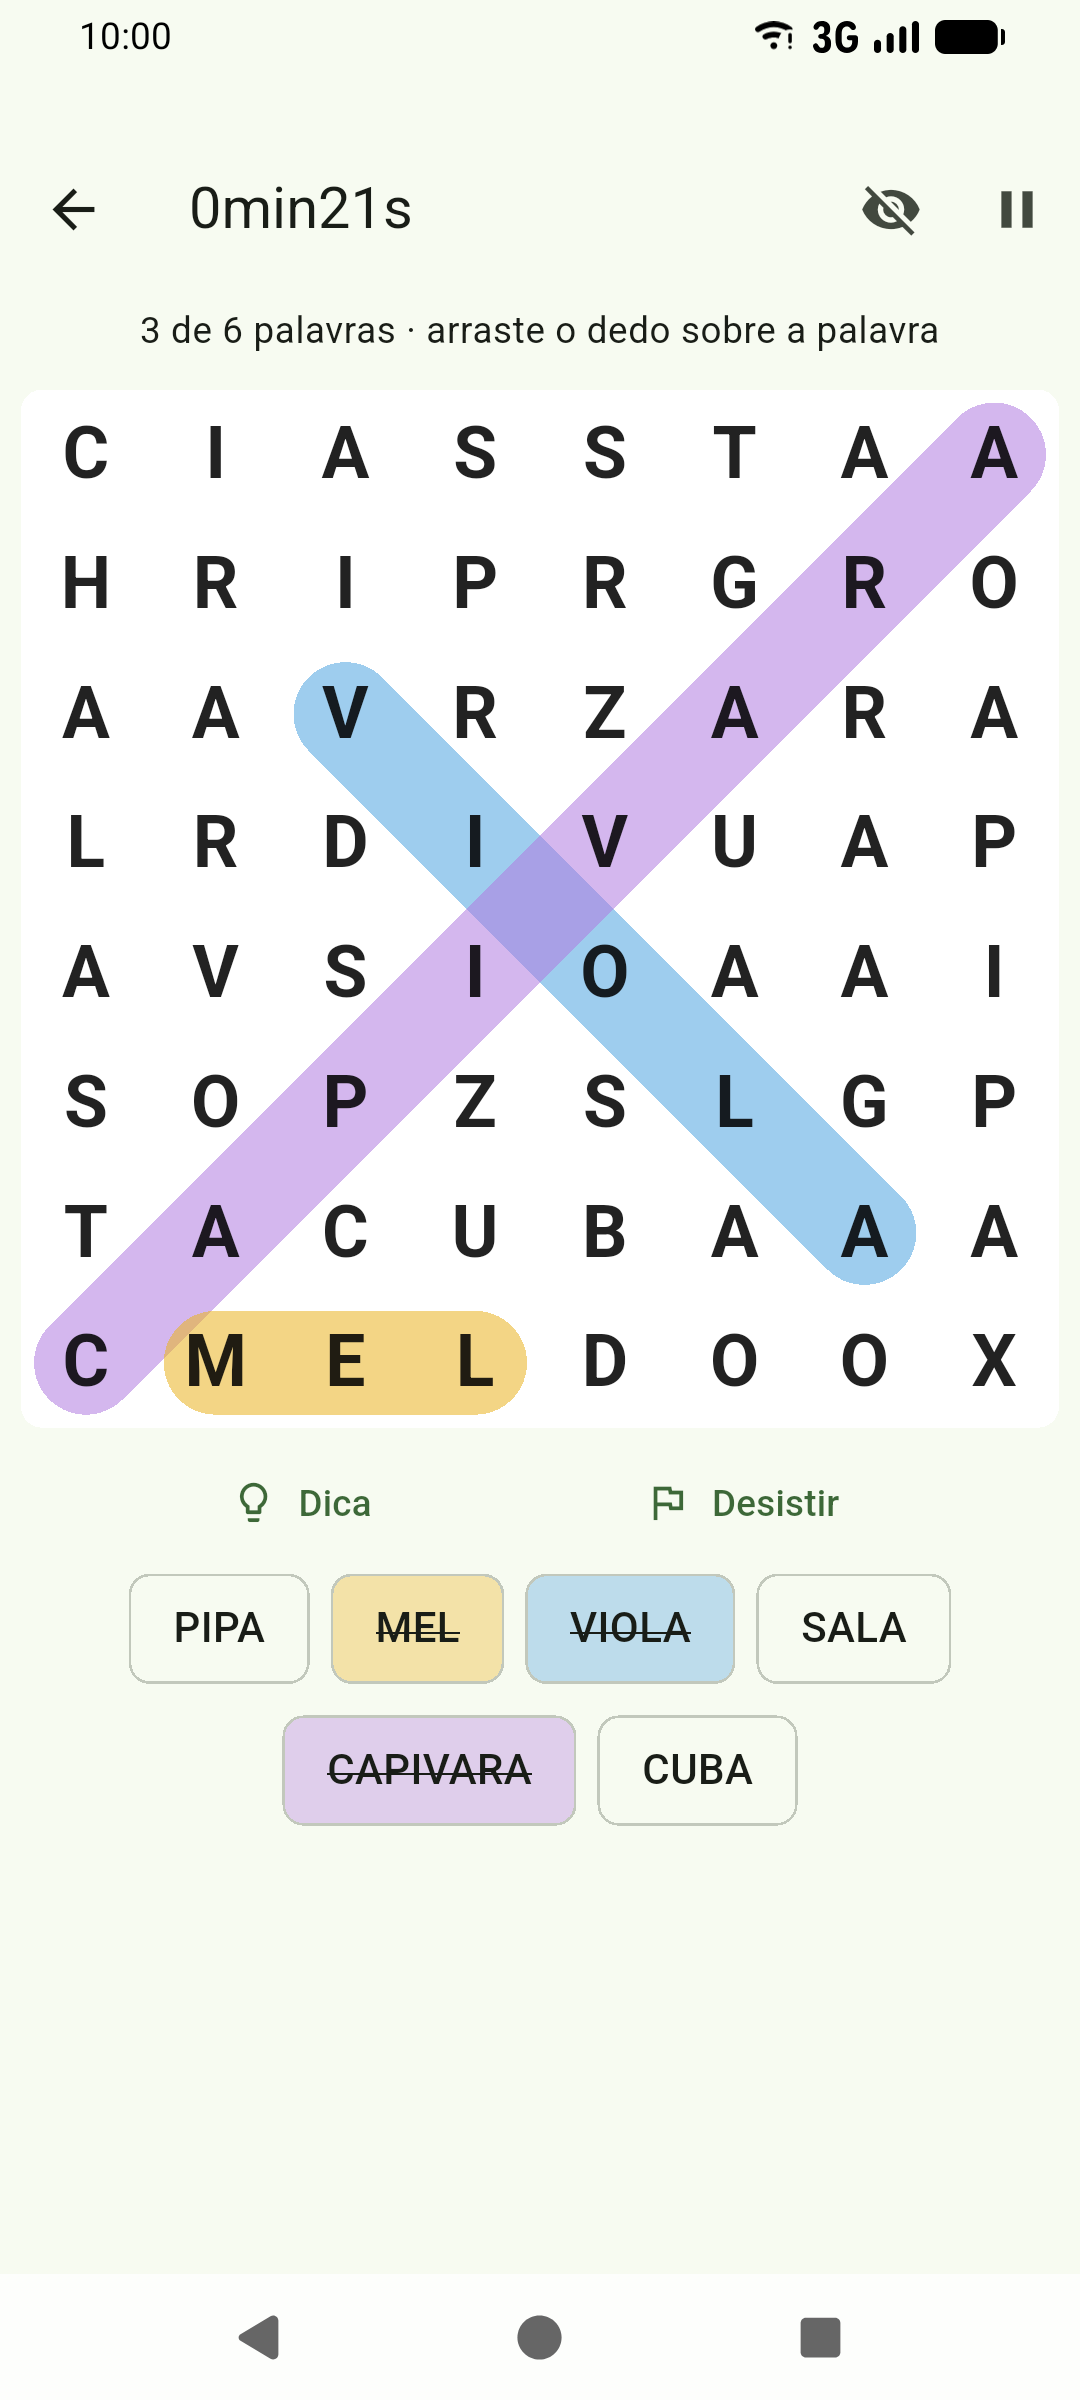 10:00 3G
0min21s
3 de 6 palavras · arraste o dedo sobre a palavra
C I A S S T A A
H R I P R G R O
A A V R Z A R A
L R D I V U A P
A V S I O A A I
S O P Z S L G P
T A C U B A A A
C M E L D O O X
Dica Desistir
PIPA MEL VIOLA SALA
CAPIVARA CUBA